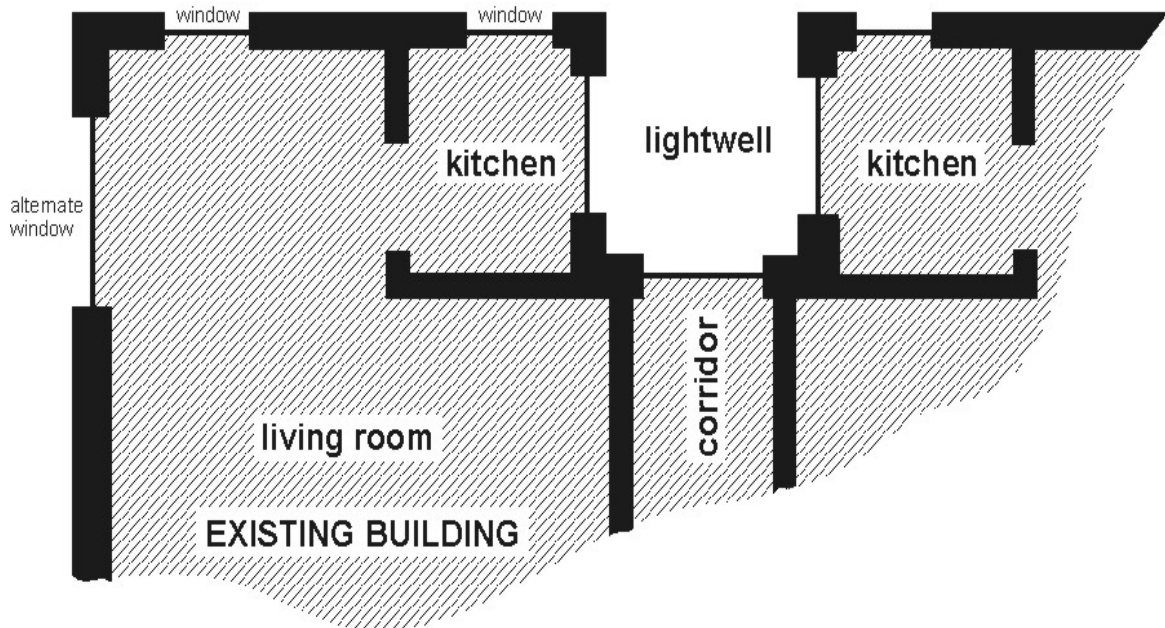 window
window
lightwell
kitchen
kitchen
alternate
window
corridor
living room
EXISTING BUILDING